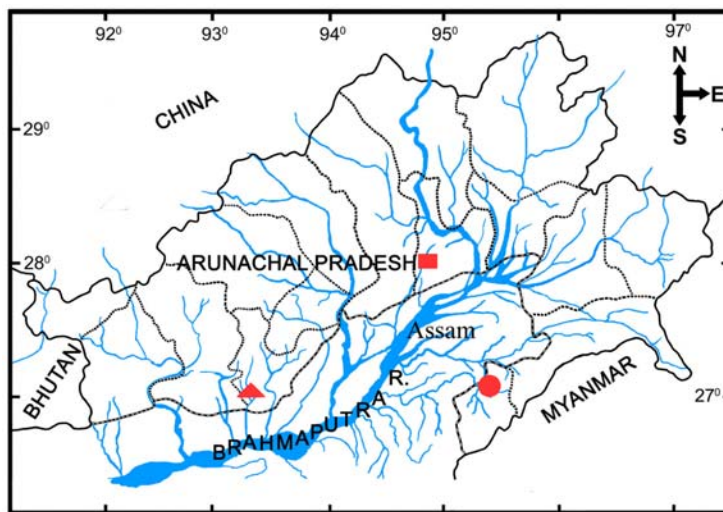 92⁰ 93⁰ 94⁰ 95⁰ 97⁰
N
E
S
CHINA
29⁰
28⁰
ARUNACHAL PRADESH
Assam
BHUTAN
MYANMAR
27⁰
BRAHMAPUTRA R.